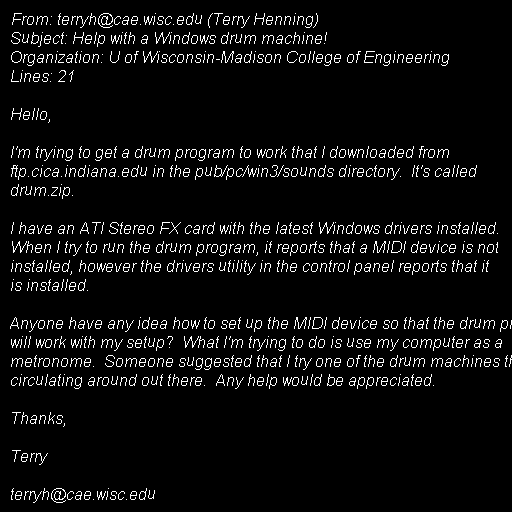 From: terryh@cae.wisc.edu (Terry Henning)
Subject: Help with a Windows drum machine!
Organization: U of Wisconsin-Madison College of Engineering
Lines: 21
Hello,
I'm trying to get a drum program to work that I downloaded from
ftp.cica.indiana.edu in the pub/pc/win3/sounds directory.  It's called
drum.zip.
I have an ATI Stereo FX card with the latest Windows drivers installed.
When I try to run the drum program, it reports that a MIDI device is not
installed, however the drivers utility in the control panel reports that it
is installed.
Anyone have any idea how to set up the MIDI device so that the drum
will work with my setup?  What I'm trying to do is use my computer as a
metronome.  Someone suggested that I try one of the drum machines
circulating around out there.  Any help would be appreciated.
Thanks,
Terry
terryh@cae.wisc.edu